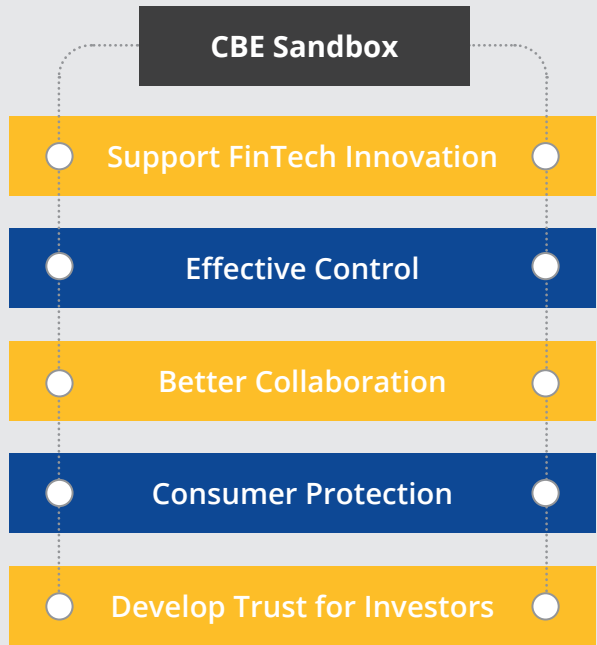 CBE Sandbox
Support FinTech Innovation
Effective Control
Better Collaboration
Consumer Protection
Develop Trust for Investors